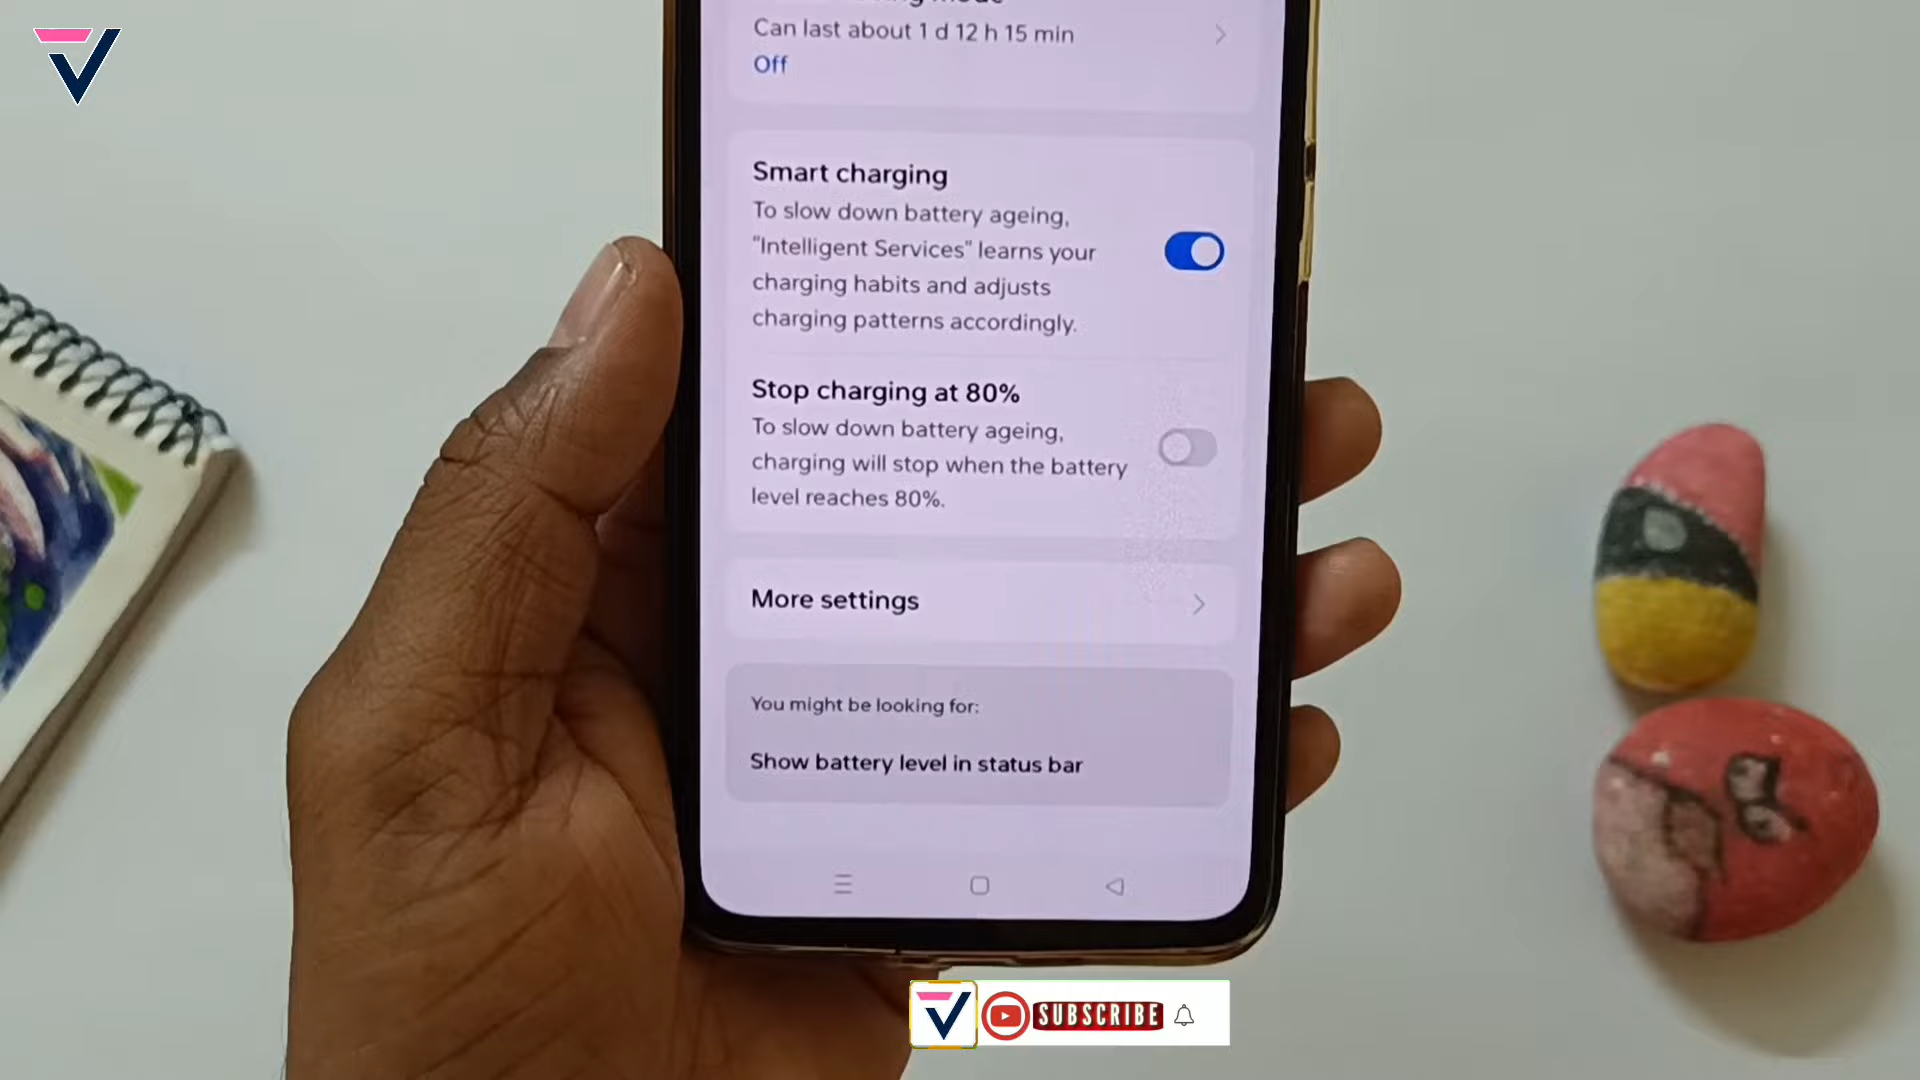 Can last about 1 d 12 h 15 min
Off
Smart charging
To slow down battery ageing,
"Intelligent Services" learns your
charging habits and adjusts
charging patterns accordingly.
Stop charging at 80%
To slow down battery ageing,
charging will stop when the battery
level reaches 80%.
More settings
You might be looking for:
Show battery level in status bar
SUBSCRIBE